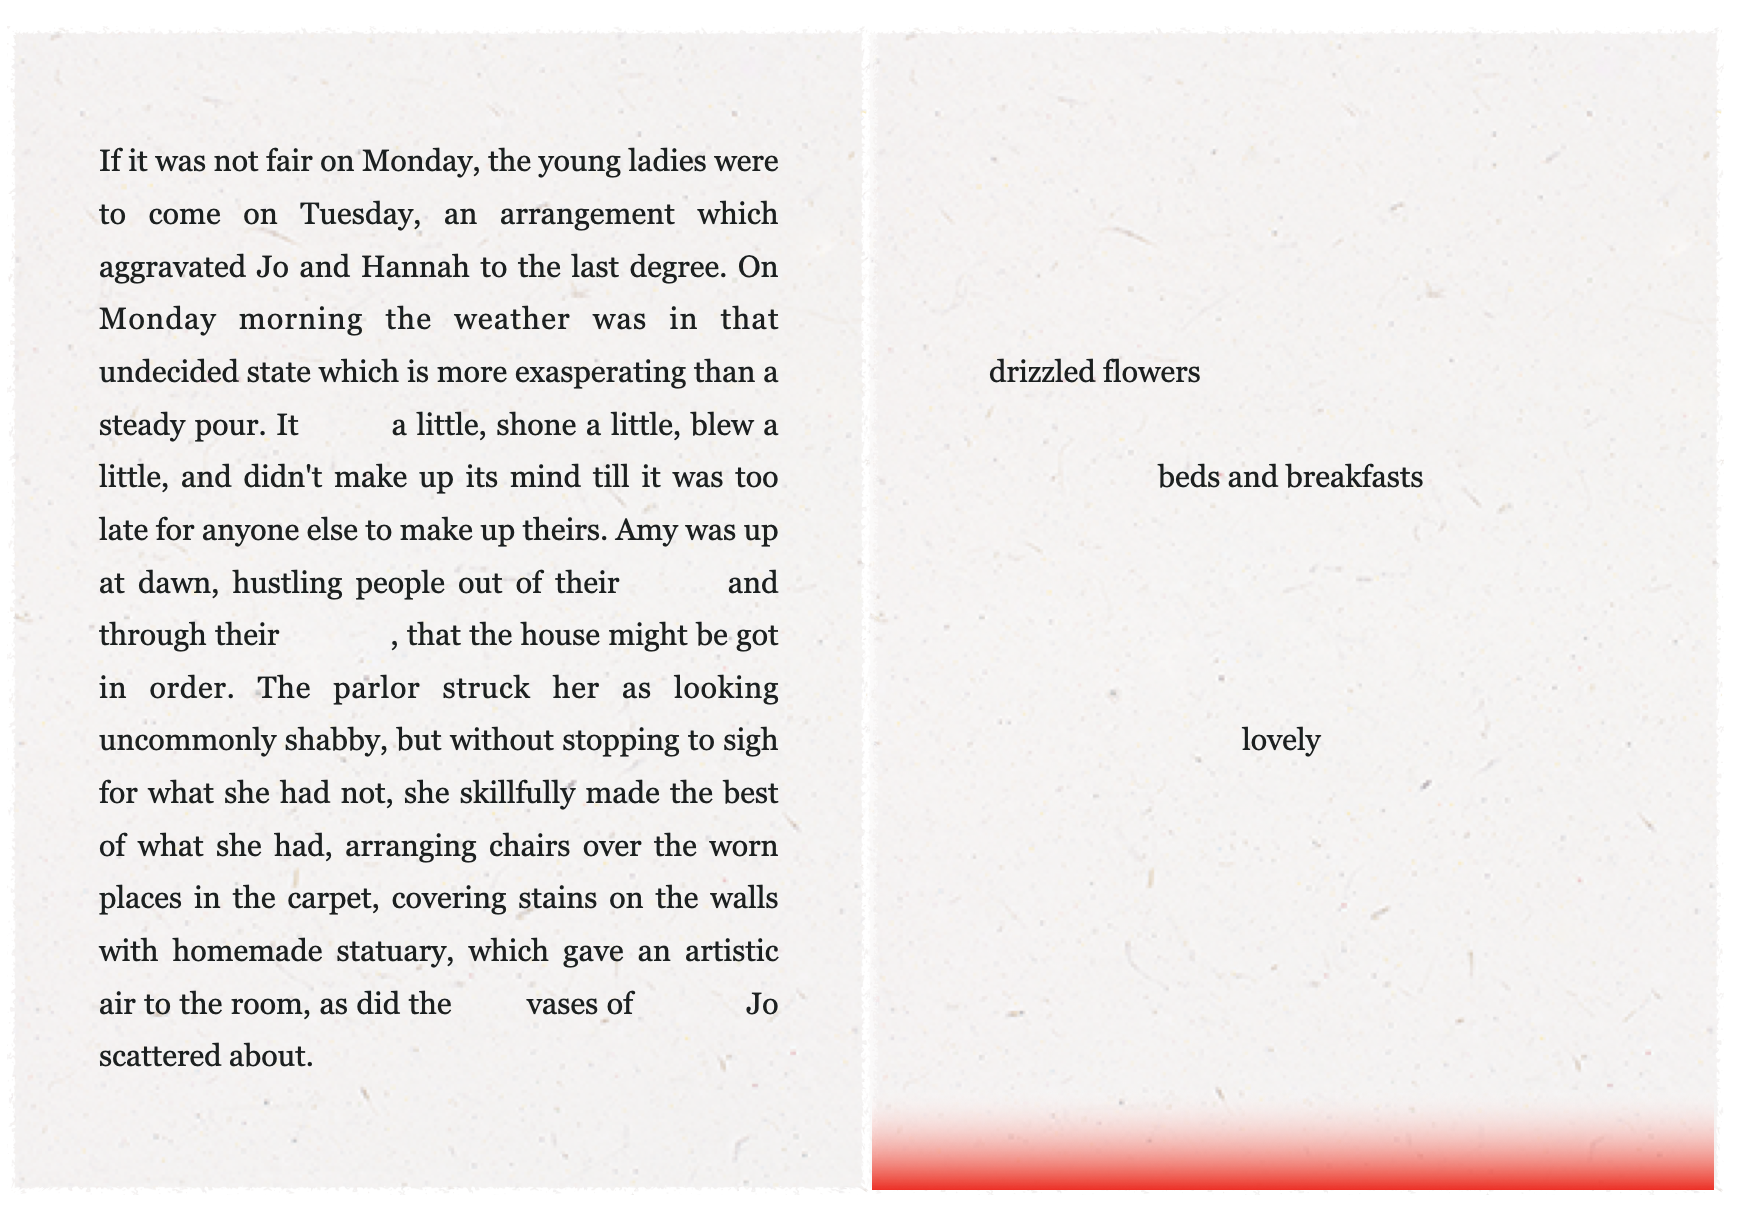 If it was not fair on Monday, the young ladies were
to come on Tuesday, an arrangement which
aggravated Jo and Hannah to the last degree. On
Monday morning the weather was in that
undecided state which is more exasperating than a
steady pour. It a little, shone a little, blew a
little, and didn't make up its mind till it was too
late for anyone else to make up theirs. Amy was up
at dawn, hustling people out of their and
through their , that the house might be got
in order. The parlor struck her as looking
uncommonly shabby, but without stopping to sigh
for what she had not, she skillfully made the best
of what she had, arranging chairs over the worn
places in the carpet, covering stains on the walls
with homemade statuary, which gave an artistic
air to the room, as did the vases of Jo
scattered about.
drizzled flowers
beds and breakfasts
lovely